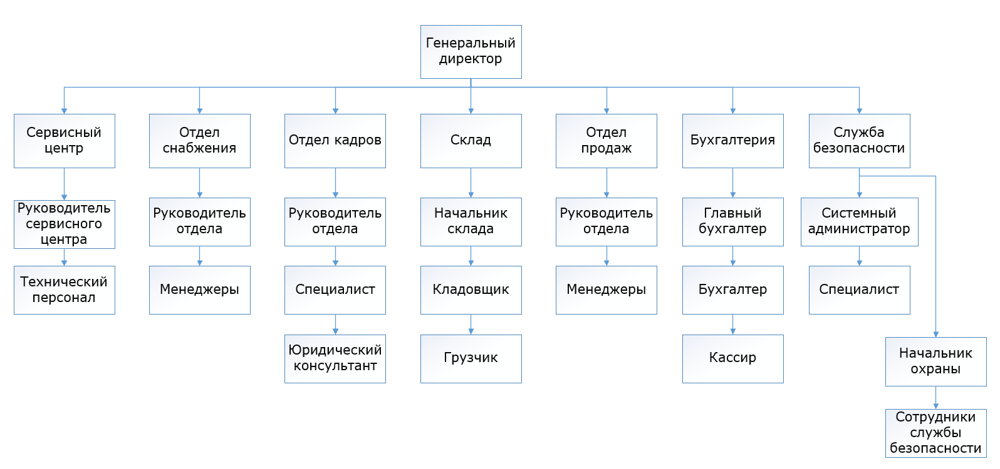 Генеральный
директор
Сервисный
центр
Отдел
снабжения
Отдел кадров
Склад
Отдел
продаж
Бухгалтерия
Служба
безопасности
Руководитель
сервисного
центра
Руководитель
отдела
Руководитель
отдела
Начальник
склада
Руководитель
отдела
Главный
бухгалтер
Системный
администратор
Технический
персонал
Менеджеры
Специалист
Кладовщик
Менеджеры
Бухгалтер
Специалист
Юридический
консультант
Грузчик
Кассир
Начальник
охраны
Сотрудники
службы
безопасности